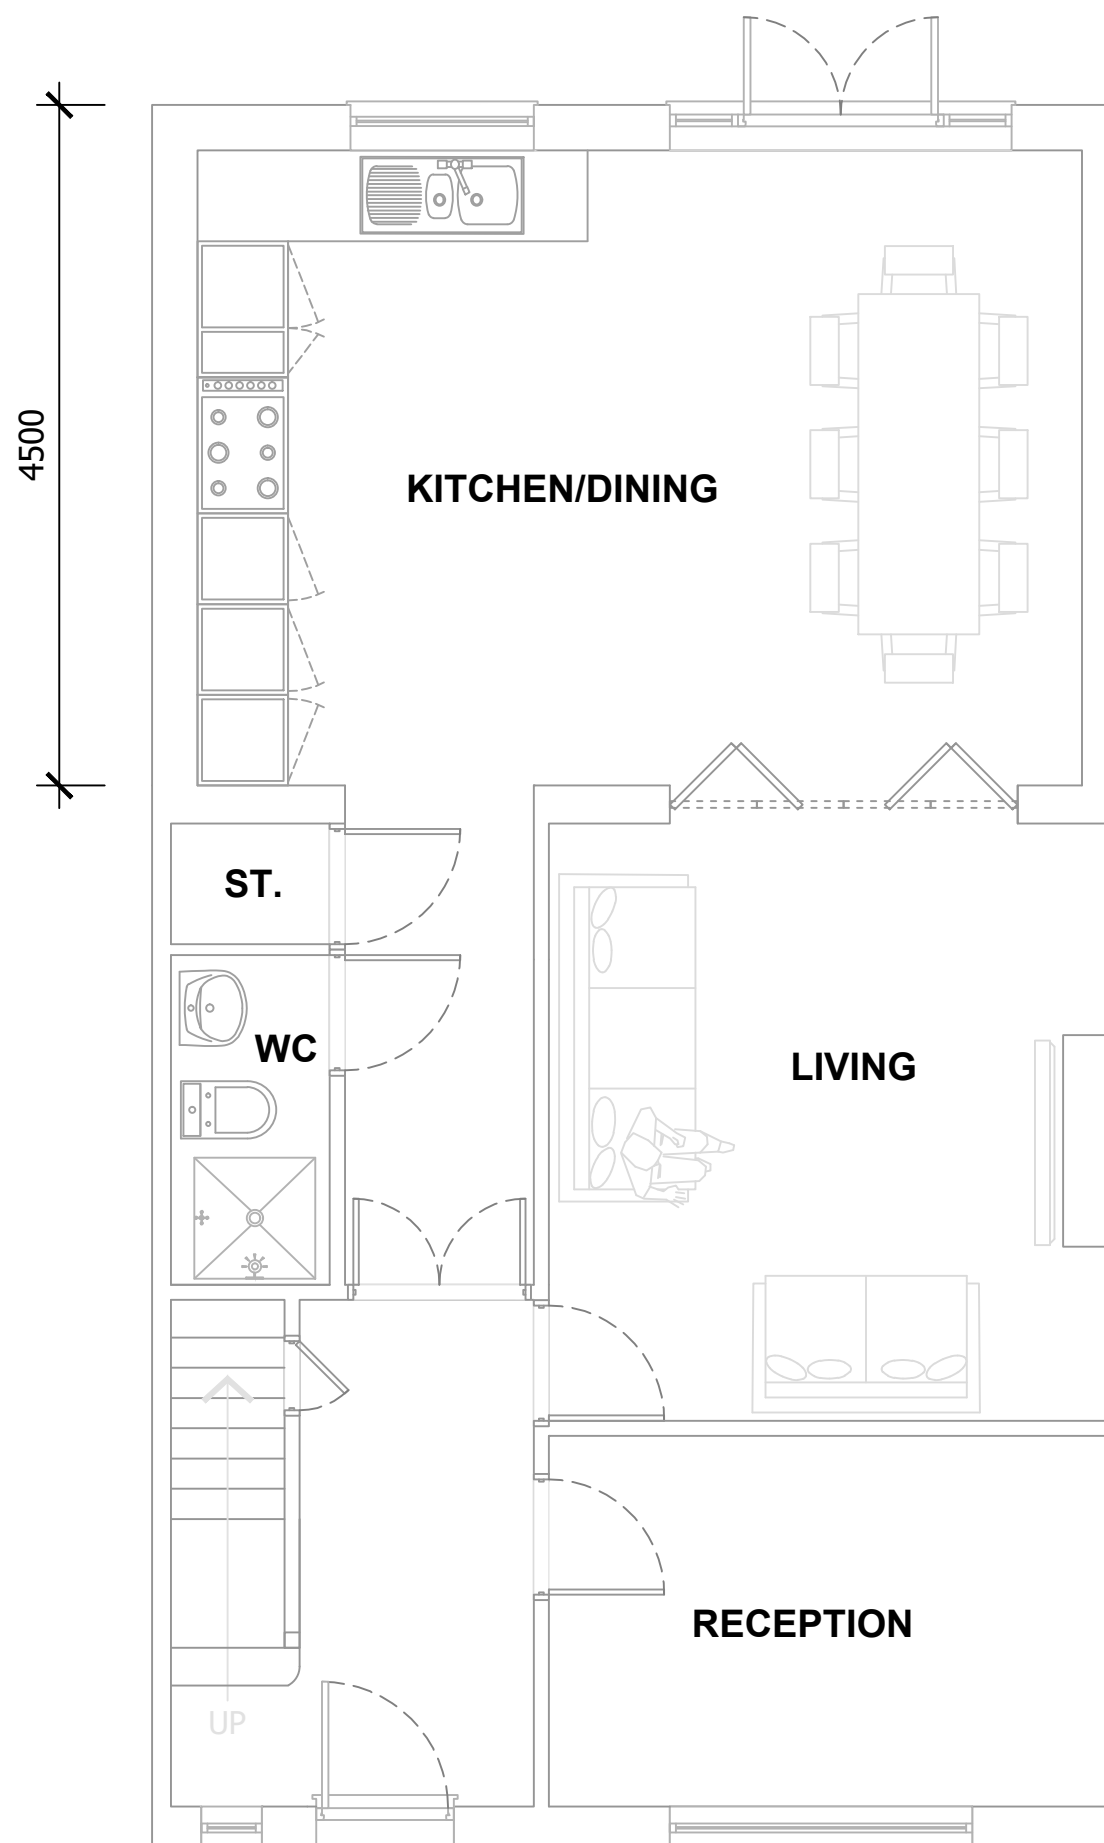 4500
KITCHEN/DINING
ST.
WC
LIVING
RECEPTION
UP